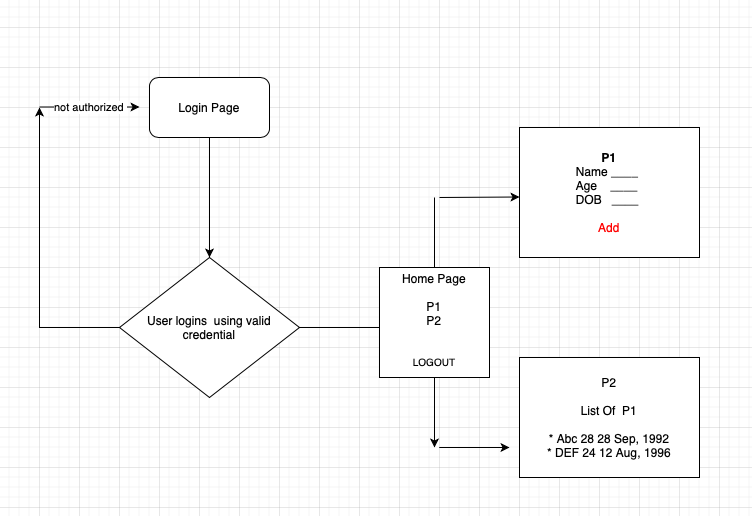 not authorized
Login Page
User logins  using valid
credential
Home Page
P1
P2
LOGOUT
P1
Name ____
Age ____
DOB ____
Add
P2
List Of P1
* Abc 28 28 Sep, 1992
* DEF 24 12 Aug, 1996